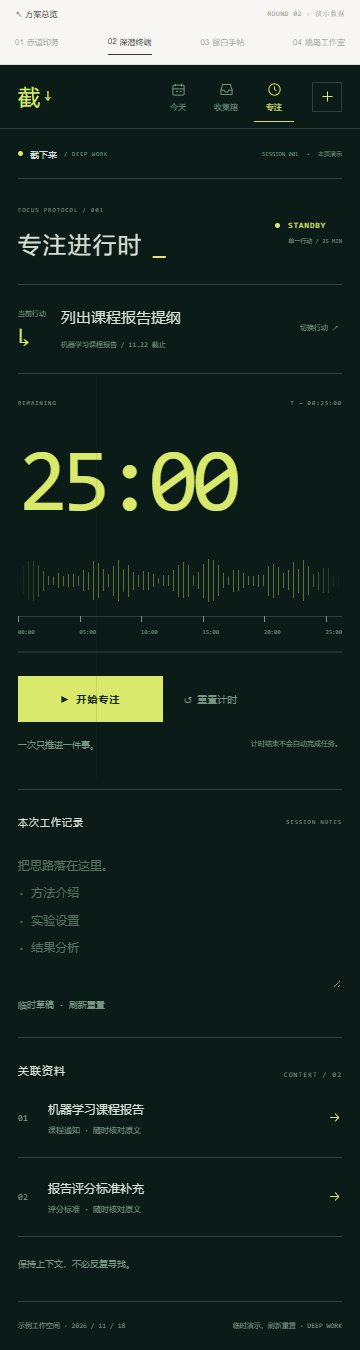 ↖ 方案总览 ROUND 02 · 演示数据
01 赤道印务 02 深潜终端 03 留白手帖 04 跳岛工作室
截↓ 今天 收集箱 专注 +
截下来 / DEEP WORK SESSION 001 · 本页演示
FOCUS PROTOCOL / 001
专注进行时 _
STANDBY
单一行动 / 25 MIN
当前行动
列出课程报告提纲
机器学习课程报告 / 11.22 截止
切换行动 ↗
REMAINING T — 00:25:00
25:00
00:00 05:00 10:00 15:00 20:00 25:00
▶ 开始专注 ↺ 重置计时
一次只推进一件事。 计时结束不会自动完成任务。
本次工作记录 SESSION NOTES
把思路落在这里。
· 方法介绍
· 实验设置
· 结果分析
临时草稿 · 刷新重置
关联资料 CONTEXT / 02
01 机器学习课程报告 →
课程通知 · 随时核对原义
02 报告评分标准补充 →
评分标准 · 随时核对原义
保持上下文，不必反复寻找。
示例工作空间 · 2026 / 11 / 18 临时演示，刷新重置 · DEEP WORK